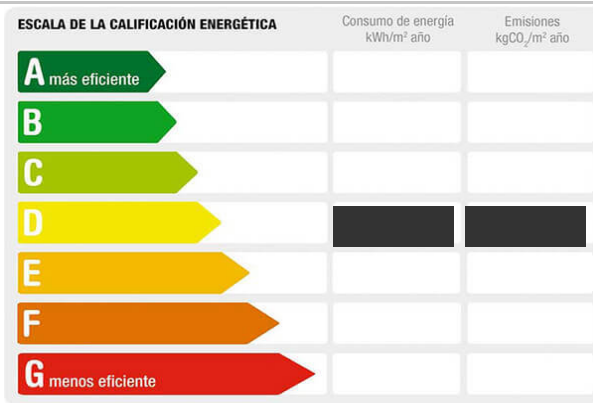 ESCALA DE LA CALIFICACIÓN ENERGÉTICA
Consumo de energía
kWh/m² año
Emisiones
kgCO₂/m² año
A más eficiente
B
C
D
E
F
G menos eficiente